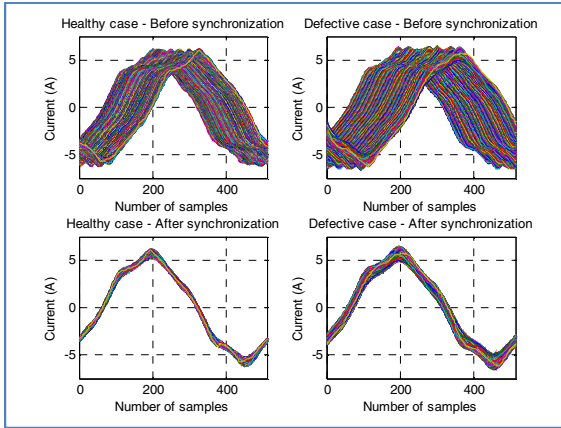 Healthy case - Before synchronization
Defective case - Before synchronization
Current (A)
5
0
-5
0 200 400
Number of samples
Current (A)
5
0
-5
0 200 400
Number of samples
Healthy case - After synchronization
Defective case - After synchronization
Current (A)
5
0
-5
0 200 400
Number of samples
Current (A)
5
0
-5
0 200 400
Number of samples